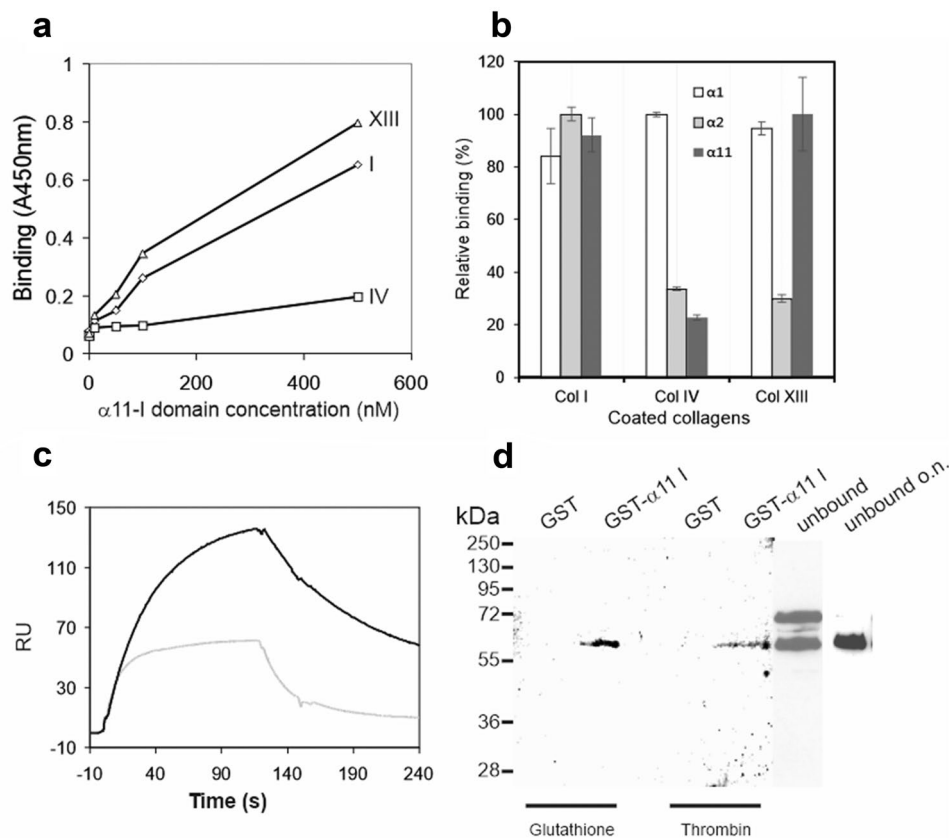 a
1
0.8
0.6
0.4
0.2
0
Binding (A450nm)
XIII
I
IV
0 200 400 600
α11-I domain concentration (nM)
b
120
100
80
60
40
20
0
Relative binding (%)
α1
α2
α11
Col I Col IV Col XIII
Coated collagens
c
150
110
70
30
-10
RU
-10 40 90 140 190 240
Time (s)
d
kDa
GST GST-α11 I GST GST-α11 I unbound unbound o.n.
250
130
95
72
55
36
28
Glutathione Thrombin